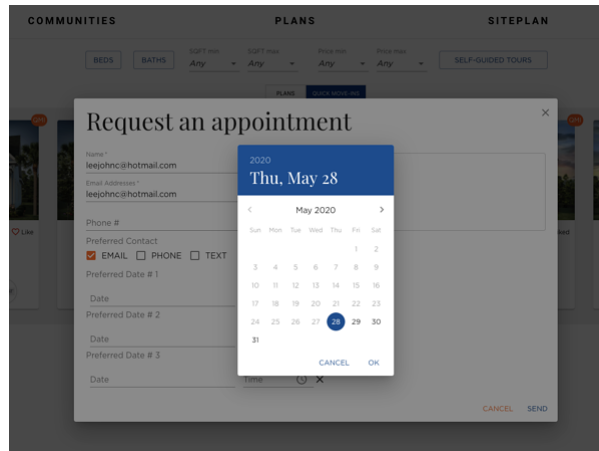 COMMUNITIES PLANS SITEPLAN
SQFT min SQFT max Price min Price max
BEDS BATHS Any Any Any Any SELF-GUIDED TOURS
PLANS QUICK MOVE-INS
Request an appointment
Name *
leejohnc@hotmail.com
Email Addresses *
leejohnc@hotmail.com
Phone #
Like
Preferred Contact
EMAIL PHONE TEXT
Preferred Date # 1
Date
Preferred Date # 2
Date
Preferred Date # 3
Date Time
CANCEL SEND
2020
Thu, May 28
May 2020
Sun Mon Tue Wed Thu Fri Sat
1 2
3 4 5 6 7 8 9
10 11 12 13 14 15 16
17 18 19 20 21 22 23
24 25 26 27 28 29 30
31
CANCEL OK